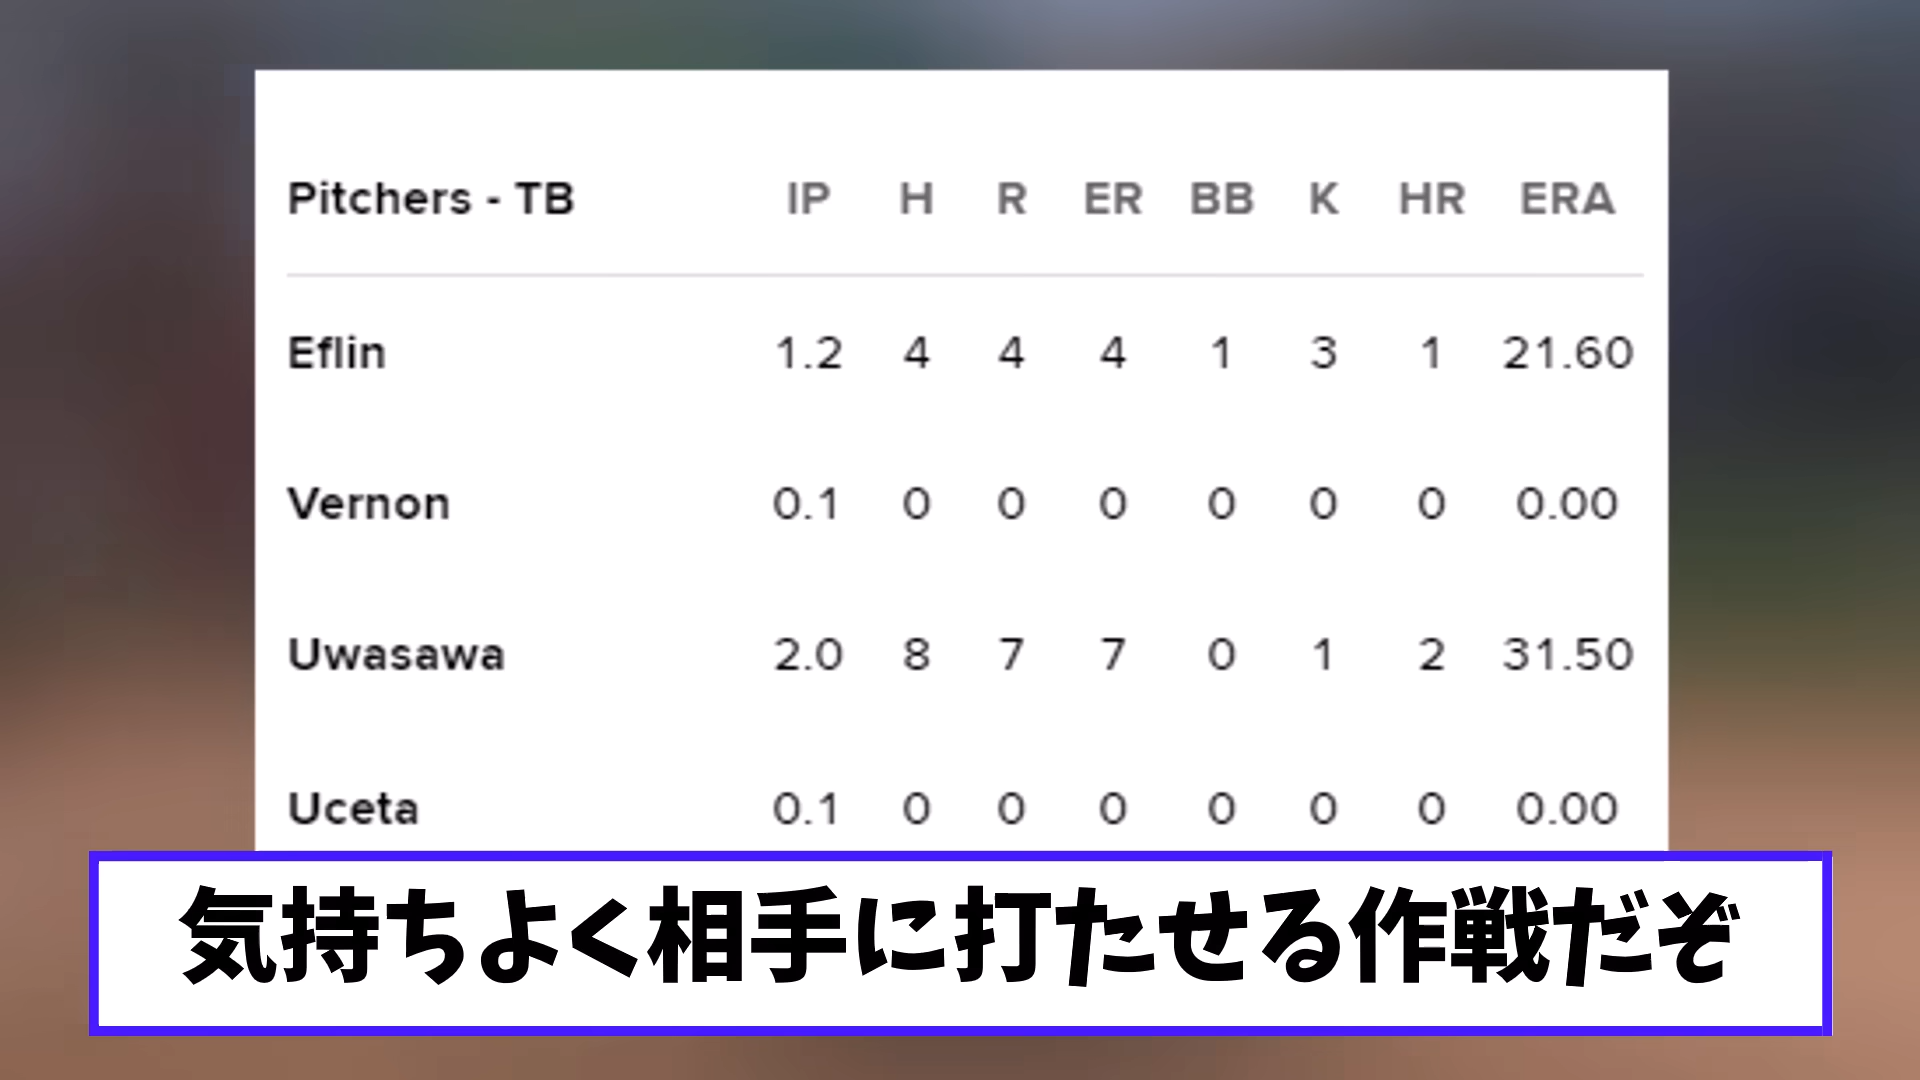 Pitchers - TB IP H R ER BB K HR ERA
Eflin 1.2 4 4 4 1 3 1 21.60
Vernon 0.1 0 0 0 0 0 0 0.00
Uwasawa 2.0 8 7 7 0 1 2 31.50
Uceta 0.1 0 0 0 0 0 0 0.00
気持ちよく相手に打たせる作戦だぞ